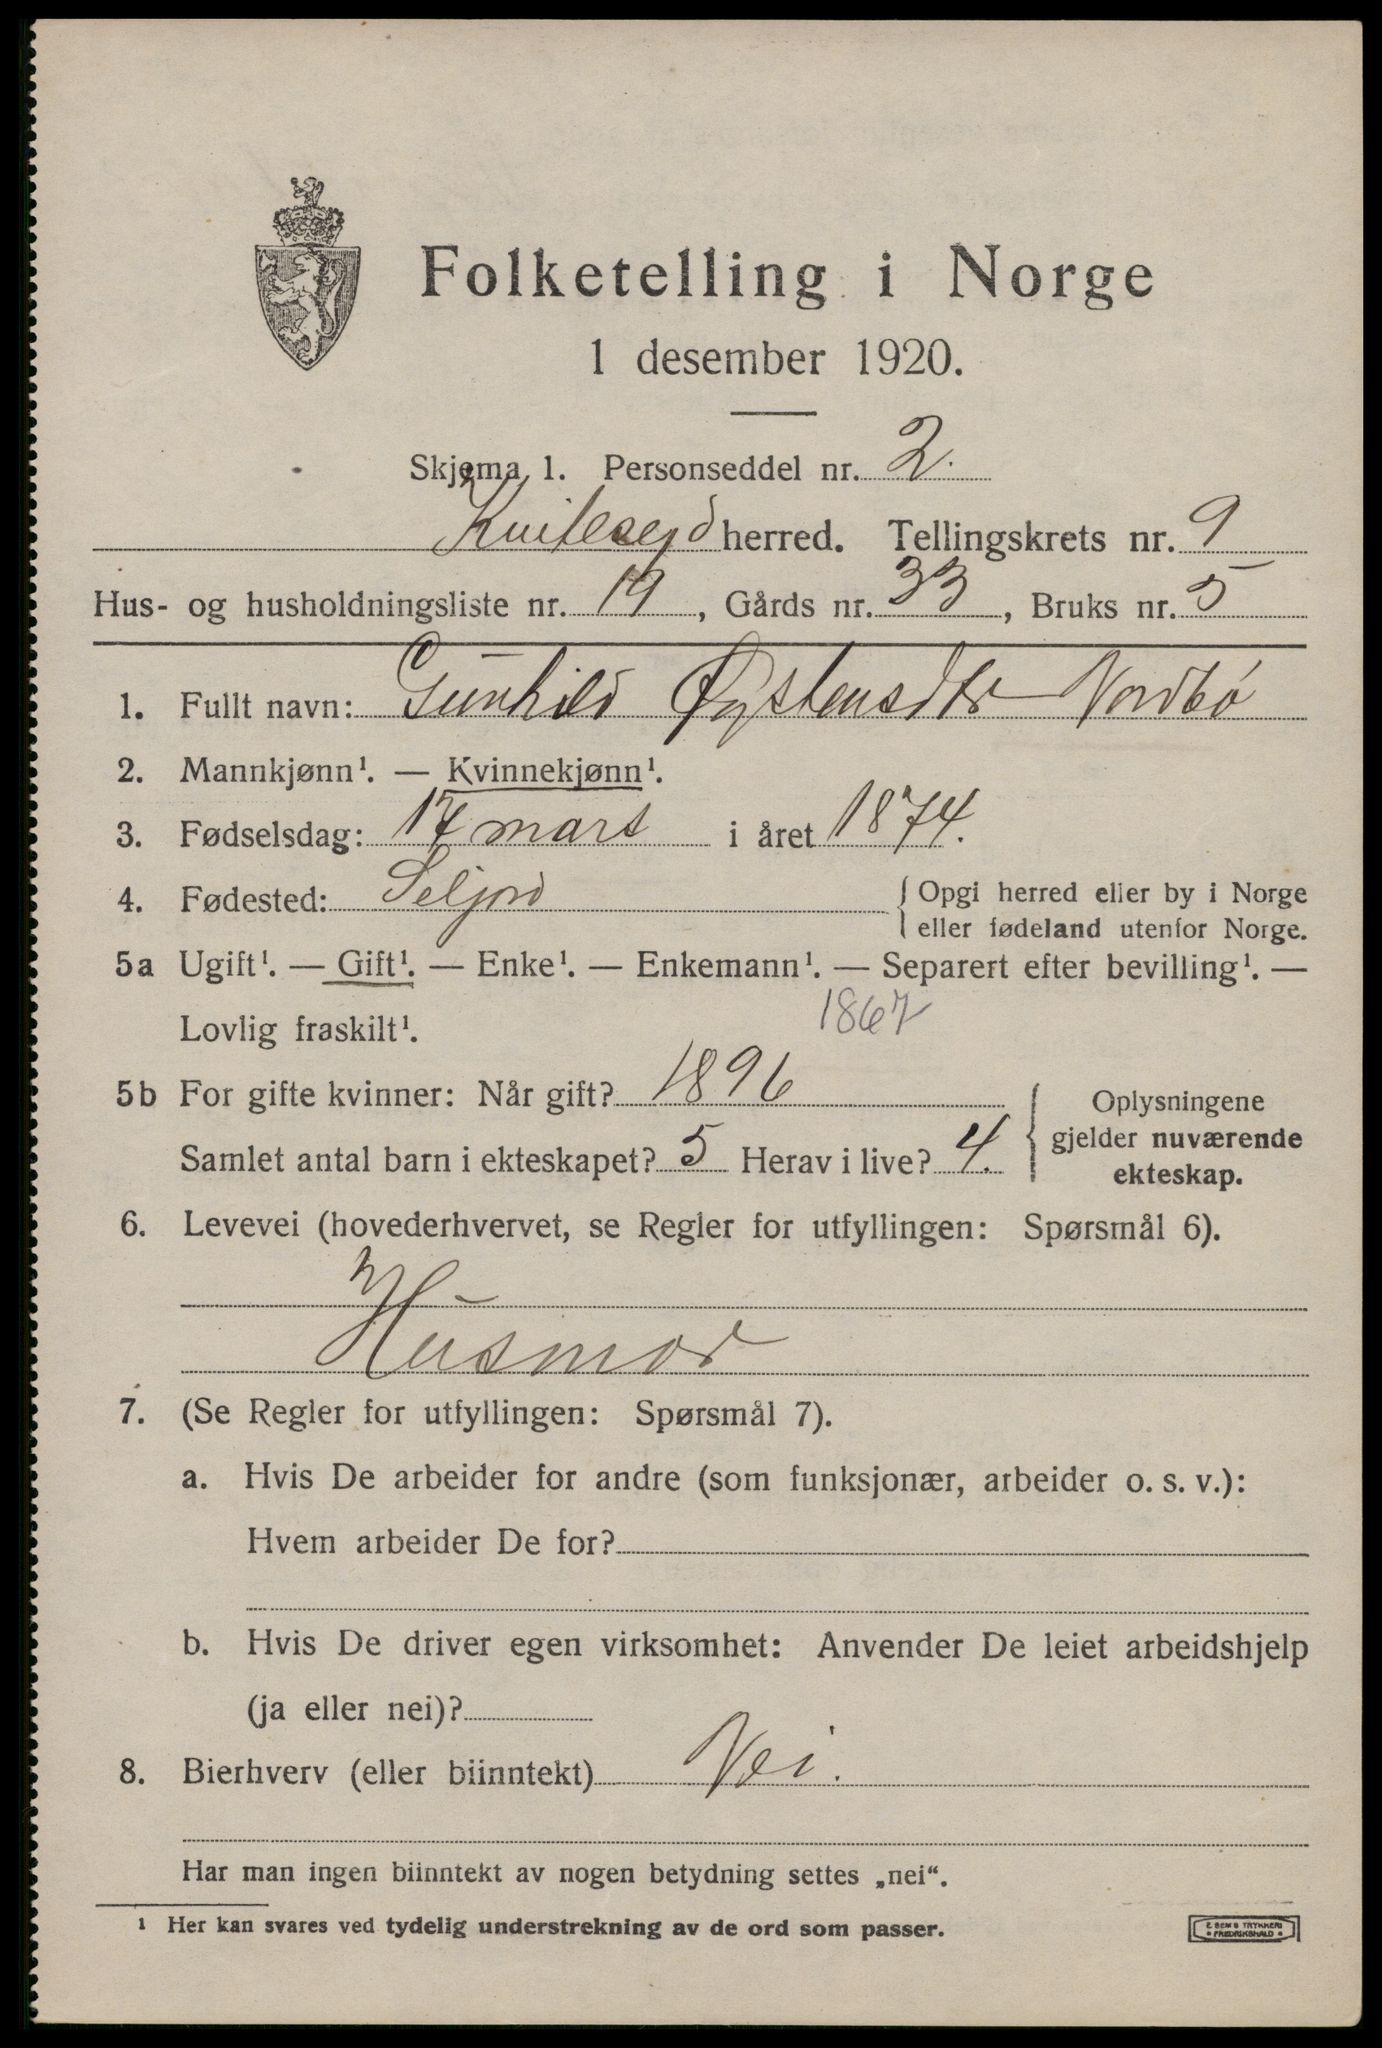 Folketelling i Norge
1 desember 1920.
Skjema 1. Personseddel nr. 2.
Kviteseid herred. Tellingskrets nr. 9
Hus- og husholdningsliste nr. 19, Gårds nr. 33, Bruks nr. 5
1. Fullt navn: Gunhild Øystensdtr Nordbø
2. Mannkjønn¹. — Kvinnekjønn¹.
3. Fødselsdag: 17 mars i året 1874.
4. Fødested: Seljord { Opgi herred eller by i Norge
eller fødeland utenfor Norge.
5a Ugift¹. — Gift¹. — Enke¹. — Enkemann¹. — Separert efter bevilling¹. —
Lovlig fraskilt¹. 1867
5b For gifte kvinner: Når gift? 1896
Samlet antal barn i ekteskapet? 5 Herav i live? 4.
{ Oplysningene
gjelder nuværende
ekteskap.
6. Levevei (hovederhvervet, se Regler for utfyllingen: Spørsmål 6).
Husmor
7. (Se Regler for utfyllingen: Spørsmål 7).
a. Hvis De arbeider for andre (som funksjonær, arbeider o. s. v.):
Hvem arbeider De for?
b. Hvis De driver egen virksomhet: Anvender De leiet arbeidshjelp
(ja eller nei)?
8. Bierhverv (eller biinntekt) Nei.
Har man ingen biinntekt av nogen betydning settes „nei“.
¹ Her kan svares ved tydelig understrekning av de ord som passer.
E SEMS TRYKKERI
• FREDRIKSHALD •